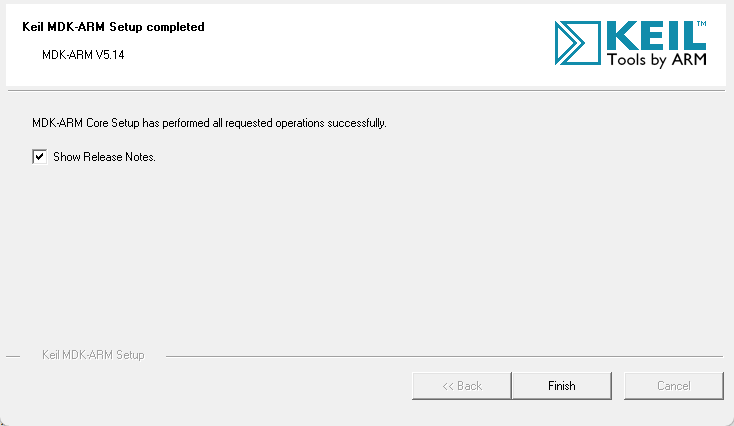 Keil MDK-ARM Setup completed
MDK-ARM V5.14
KEIL™
Tools by ARM
MDK-ARM Core Setup has performed all requested operations successfully.
Show Release Notes.
Keil MDK-ARM Setup
<< Back
Finish
Cancel